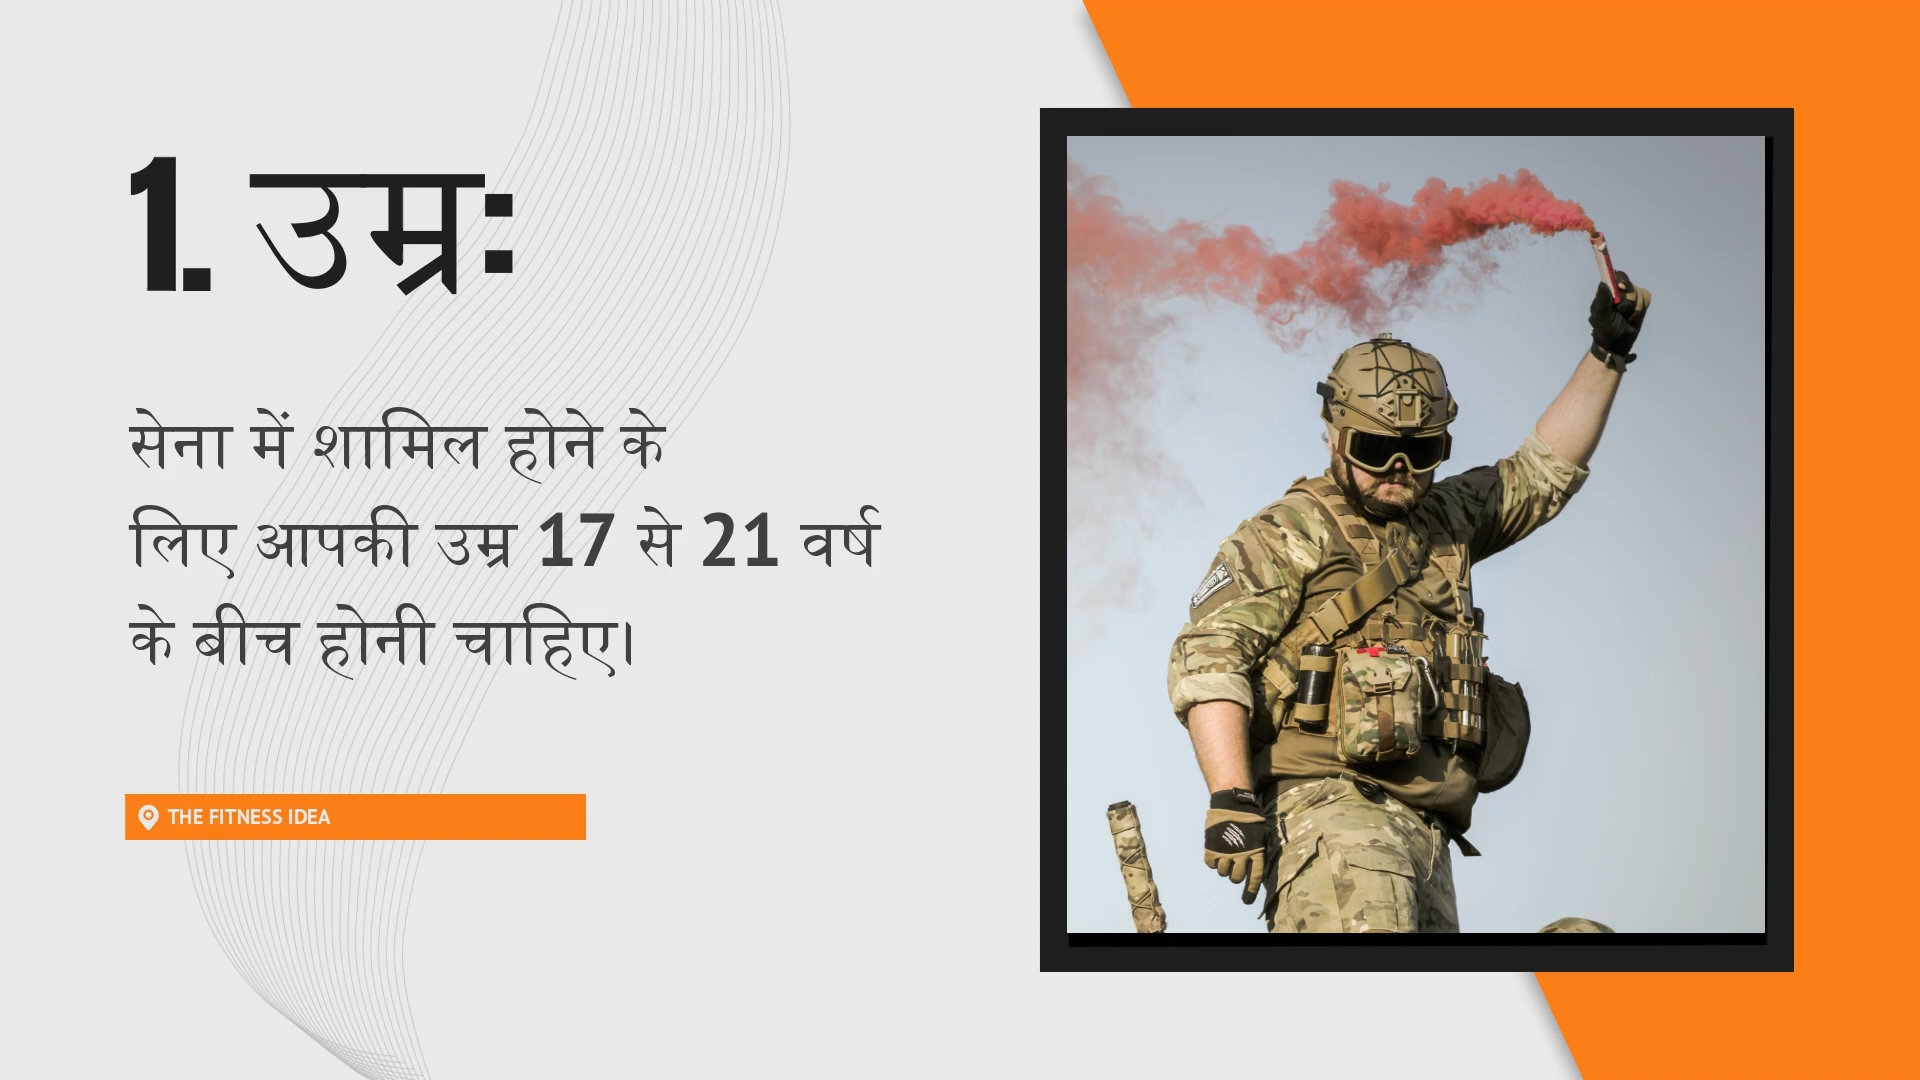 1. उम्र:
सेना में शामिल होने के
लिए आपकी उम्र 17 से 21 वर्ष
के बीच होनी चाहिए।
THE FITNESS IDEA